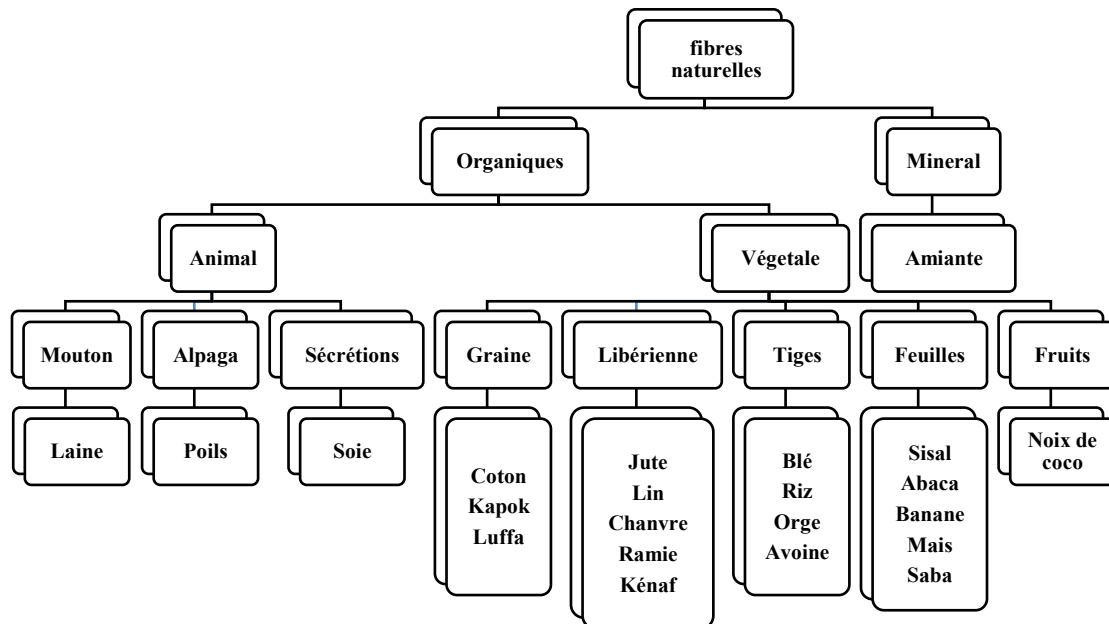 fibres
naturelles
Organiques
Mineral
Animal
Végetale
Amiante
Mouton
Alpaga
Sécrétions
Graine
Libérienne
Tiges
Feuilles
Fruits
Laine
Poils
Soie
Coton
Kapok
Luffa
Jute
Lin
Chanvre
Ramie
Kénaf
Blé
Riz
Orge
Avoine
Sisal
Abaca
Banane
Mais
Saba
Noix de
coco